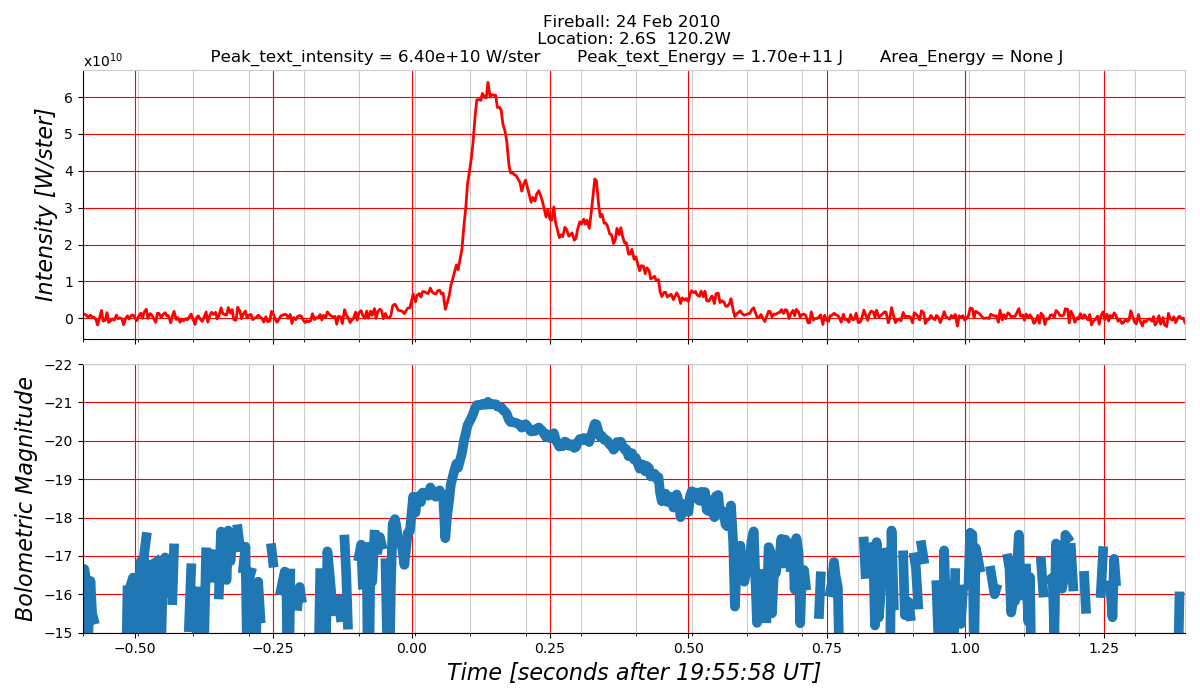 Fireball: 24 Feb 2010
Location: 2.6S  120.2W
Peak_text_intensity = 6.40e+10 W/ster       Peak_text_Energy = 1.70e+11 J       Area_Energy = None J
x10¹⁰
Intensity [W/ster]
6
5
4
3
2
1
0
Bolometric Magnitude
−22
−21
−20
−19
−18
−17
−16
−15
−0.50 −0.25 0.00 0.25 0.50 0.75 1.00 1.25
Time [seconds after 19:55:58 UT]